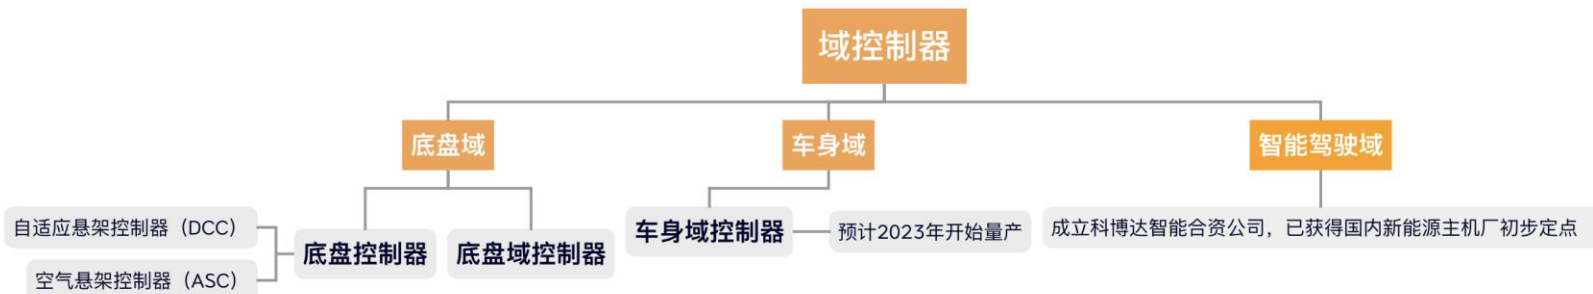 域控制器
底盘域
车身域
智能驾驶域
自适应悬架控制器（DCC）
空气悬架控制器（ASC）
底盘控制器
底盘域控制器
车身域控制器
预计2023年开始量产
成立科博达智能合资公司，已获得国内新能源主机厂初步定点